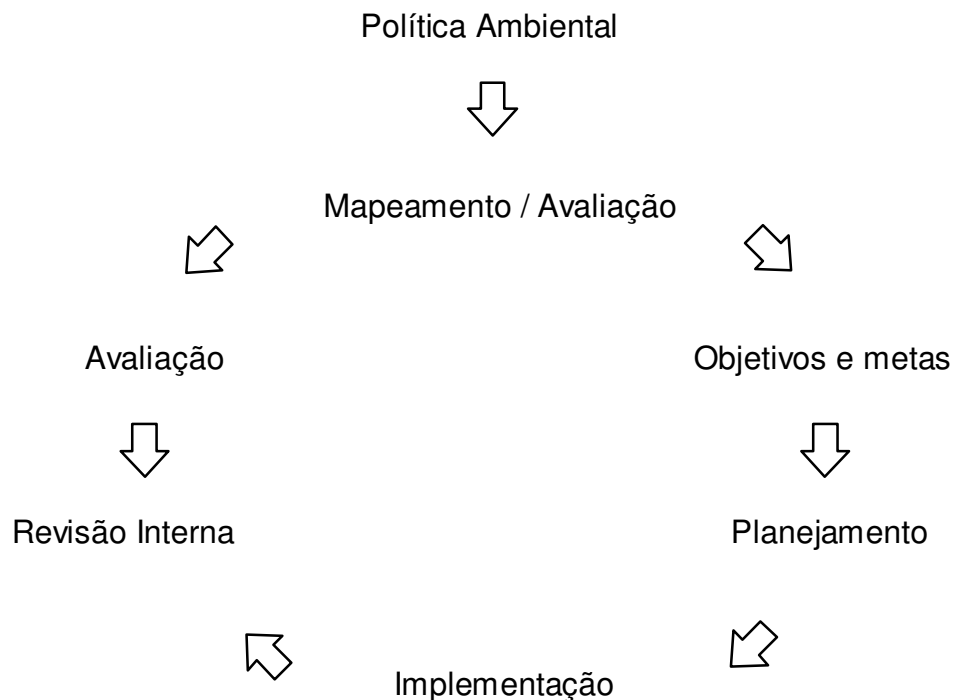 Política Ambiental
Mapeamento / Avaliação
Avaliação
Objetivos e metas
Revisão Interna
Planejamento
Implementação